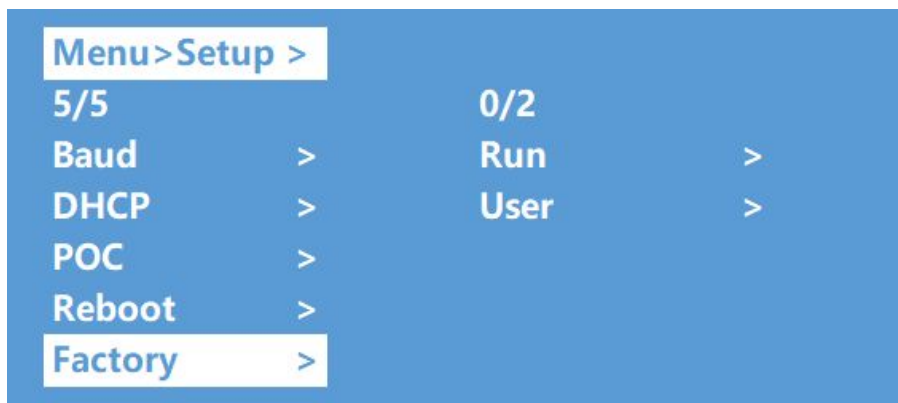 Menu>Setup >
5/5 0/2
Baud > Run >
DHCP > User >
POC >
Reboot >
Factory >